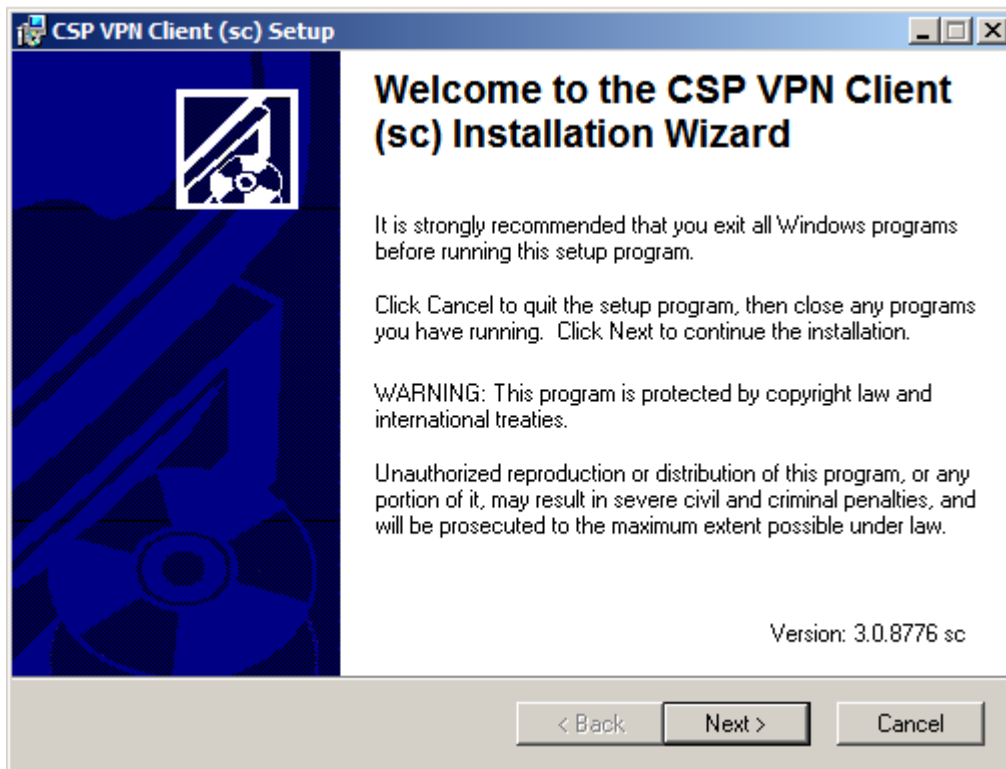 CSP VPN Client (sc) Setup
Welcome to the CSP VPN Client
(sc) Installation Wizard
It is strongly recommended that you exit all Windows programs
before running this setup program.
Click Cancel to quit the setup program, then close any programs
you have running.  Click Next to continue the installation.
WARNING: This program is protected by copyright law and
international treaties.
Unauthorized reproduction or distribution of this program, or any
portion of it, may result in severe civil and criminal penalties, and
will be prosecuted to the maximum extent possible under law.
Version: 3.0.8776 sc
< Back
Next >
Cancel